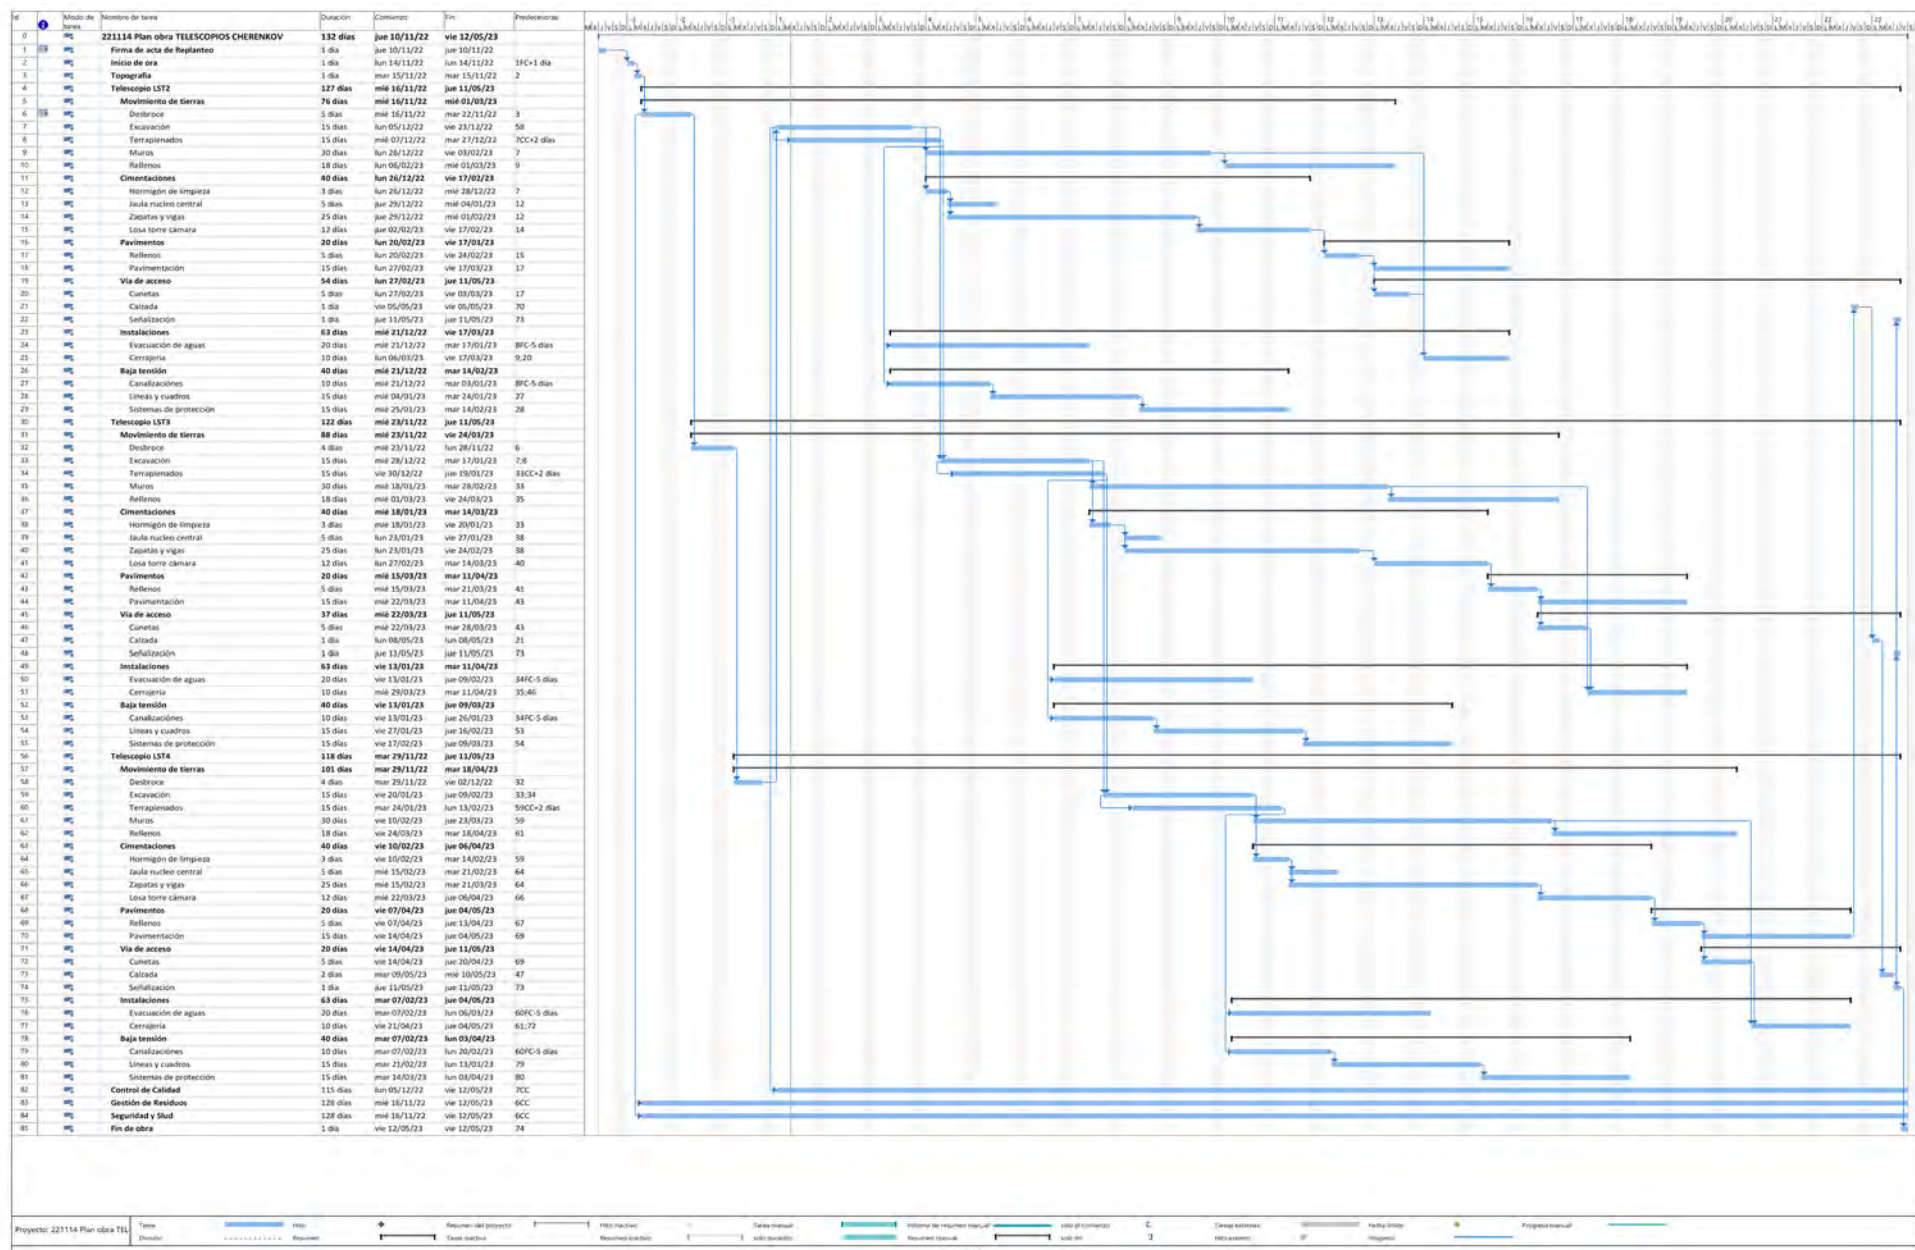 Id Modo de tarea Nombre de tarea Duración Comienzo Fin Predecesoras
0 221114 Plan obra TELESCOPIOS CHERENKOV 132 días jue 10/11/22 vie 12/05/23
1 Firma de acta de Replanteo 1 día jue 10/11/22 jue 10/11/22
2 Inicio de ora 1 día lun 14/11/22 lun 14/11/22 1FC+1 día
3 Topografía 1 día mar 15/11/22 mar 15/11/22 2
4 Telescopio LST2 127 días mié 16/11/22 jue 11/05/23
5 Movimiento de tierras 76 días mié 16/11/22 mié 01/03/23
6 Desbroce 5 días mié 16/11/22 mar 22/11/22 3
7 Excavación 15 días lun 05/12/22 vie 23/12/22 58
8 Terraplenados 15 días mié 07/12/22 mar 27/12/22 7CC+2 días
9 Muros 30 días lun 26/12/22 vie 03/02/23 7
10 Rellenos 18 días lun 06/02/23 mié 01/03/23 9
11 Cimentaciones 40 días lun 26/12/22 vie 17/02/23
12 Hormigón de limpieza 3 días lun 26/12/22 mié 28/12/22 7
13 Jaula nucleo central 5 días jue 29/12/22 mié 04/01/23 12
14 Zapatas y vigas 25 días jue 29/12/22 mié 01/02/23 12
15 Losa torre cámara 12 días jue 02/02/23 vie 17/02/23 14
16 Pavimentos 20 días lun 20/02/23 vie 17/03/23
17 Rellenos 5 días lun 20/02/23 vie 24/02/23 15
18 Pavimentación 15 días lun 27/02/23 vie 17/03/23 17
19 Vía de acceso 54 días lun 27/02/23 jue 11/05/23
20 Cunetas 5 días lun 27/02/23 vie 03/03/23 17
21 Calzada 1 día vie 05/05/23 vie 05/05/23 70
22 Señalización 1 día jue 11/05/23 jue 11/05/23 73
23 Instalaciones 63 días mié 21/12/22 vie 17/03/23
24 Evacuación de aguas 20 días mié 21/12/22 mar 17/01/23 8FC-5 días
25 Cerrajería 10 días lun 06/03/23 vie 17/03/23 9;20
26 Baja tensión 40 días mié 21/12/22 mar 14/02/23
27 Canalizaciónes 10 días mié 21/12/22 mar 03/01/23 8FC-5 días
28 Líneas y cuadros 15 días mié 04/01/23 mar 24/01/23 27
29 Sistemas de protección 15 días mié 25/01/23 mar 14/02/23 28
30 Telescopio LST3 122 días mié 23/11/22 jue 11/05/23
31 Movimiento de tierras 88 días mié 23/11/22 vie 24/03/23
32 Desbroce 4 días mié 23/11/22 lun 28/11/22 6
33 Excavación 15 días mié 28/12/22 mar 17/01/23 7;8
34 Terraplenados 15 días vie 30/12/22 jue 19/01/23 33CC+2 días
35 Muros 30 días mié 18/01/23 mar 28/02/23 33
36 Rellenos 18 días mié 01/03/23 vie 24/03/23 35
37 Cimentaciones 40 días mié 18/01/23 mar 14/03/23
38 Hormigón de limpieza 3 días mié 18/01/23 vie 20/01/23 33
39 Jaula nucleo central 5 días lun 23/01/23 vie 27/01/23 38
40 Zapatas y vigas 25 días lun 23/01/23 vie 24/02/23 38
41 Losa torre cámara 12 días lun 27/02/23 mar 14/03/23 40
42 Pavimentos 20 días mié 15/03/23 mar 11/04/23
43 Rellenos 5 días mié 15/03/23 mar 21/03/23 41
44 Pavimentación 15 días mié 22/03/23 mar 11/04/23 43
45 Vía de acceso 37 días mié 22/03/23 jue 11/05/23
46 Cunetas 5 días mié 22/03/23 mar 28/03/23 43
47 Calzada 1 día lun 08/05/23 lun 08/05/23 21
48 Señalización 1 día jue 11/05/23 jue 11/05/23 73
49 Instalaciones 63 días vie 13/01/23 mar 11/04/23
50 Evacuación de aguas 20 días vie 13/01/23 jue 09/02/23 34FC-5 días
51 Cerrajería 10 días mié 29/03/23 mar 11/04/23 35;46
52 Baja tensión 40 días vie 13/01/23 jue 09/03/23
53 Canalizaciónes 10 días vie 13/01/23 jue 26/01/23 34FC-5 días
54 Líneas y cuadros 15 días vie 27/01/23 jue 16/02/23 53
55 Sistemas de protección 15 días vie 17/02/23 jue 09/03/23 54
56 Telescopio LST4 118 días mar 29/11/22 jue 11/05/23
57 Movimiento de tierras 101 días mar 29/11/22 mar 18/04/23
58 Desbroce 4 días mar 29/11/22 vie 02/12/22 32
59 Excavación 15 días vie 20/01/23 jue 09/02/23 33;34
60 Terraplenados 15 días mar 24/01/23 lun 13/02/23 59CC+2 días
61 Muros 30 días vie 10/02/23 jue 23/03/23 59
62 Rellenos 18 días vie 24/03/23 mar 18/04/23 61
63 Cimentaciones 40 días vie 10/02/23 jue 06/04/23
64 Hormigón de limpieza 3 días vie 10/02/23 mar 14/02/23 59
65 Jaula nucleo central 5 días mié 15/02/23 mar 21/02/23 64
66 Zapatas y vigas 25 días mié 15/02/23 mar 21/03/23 64
67 Losa torre cámara 12 días mié 22/03/23 jue 06/04/23 66
68 Pavimentos 20 días vie 07/04/23 jue 04/05/23
69 Rellenos 5 días vie 07/04/23 jue 13/04/23 67
70 Pavimentación 15 días vie 14/04/23 jue 04/05/23 69
71 Vía de acceso 20 días vie 14/04/23 jue 11/05/23
72 Cunetas 5 días vie 14/04/23 jue 20/04/23 69
73 Calzada 2 días mar 09/05/23 mié 10/05/23 47
74 Señalización 1 día jue 11/05/23 jue 11/05/23 73
75 Instalaciones 63 días mar 07/02/23 jue 04/05/23
76 Evacuación de aguas 20 días mar 07/02/23 lun 06/03/23 60FC-5 días
77 Cerrajería 10 días vie 21/04/23 jue 04/05/23 61;72
78 Baja tensión 40 días mar 07/02/23 lun 03/04/23
79 Canalizaciónes 10 días mar 07/02/23 lun 20/02/23 60FC-5 días
80 Líneas y cuadros 15 días mar 21/02/23 lun 13/03/23 79
81 Sistemas de protección 15 días mar 14/03/23 lun 03/04/23 80
82 Control de Calidad 115 días lun 05/12/22 vie 12/05/23 7CC
83 Gestión de Residuos 128 días mié 16/11/22 vie 12/05/23 6CC
84 Seguridad y Slud 128 días mié 16/11/22 vie 12/05/23 6CC
85 Fin de obra 1 día vie 12/05/23 vie 12/05/23 74
-3 -2 -1 1 2 3 4 5 6 7 8 9 10 11 12 13 14 15 16 17 18 19 20 21 22 23
Proyecto: 221114 Plan obra TEL
Tarea Hito Resumen del proyecto Hito inactivo Tarea manual Informe de resumen manual solo el comienzo Tareas externas Fecha límite Progreso manual
División Resumen Tarea inactiva Resumen inactivo solo duración Resumen manual solo fin Hito externo Progreso